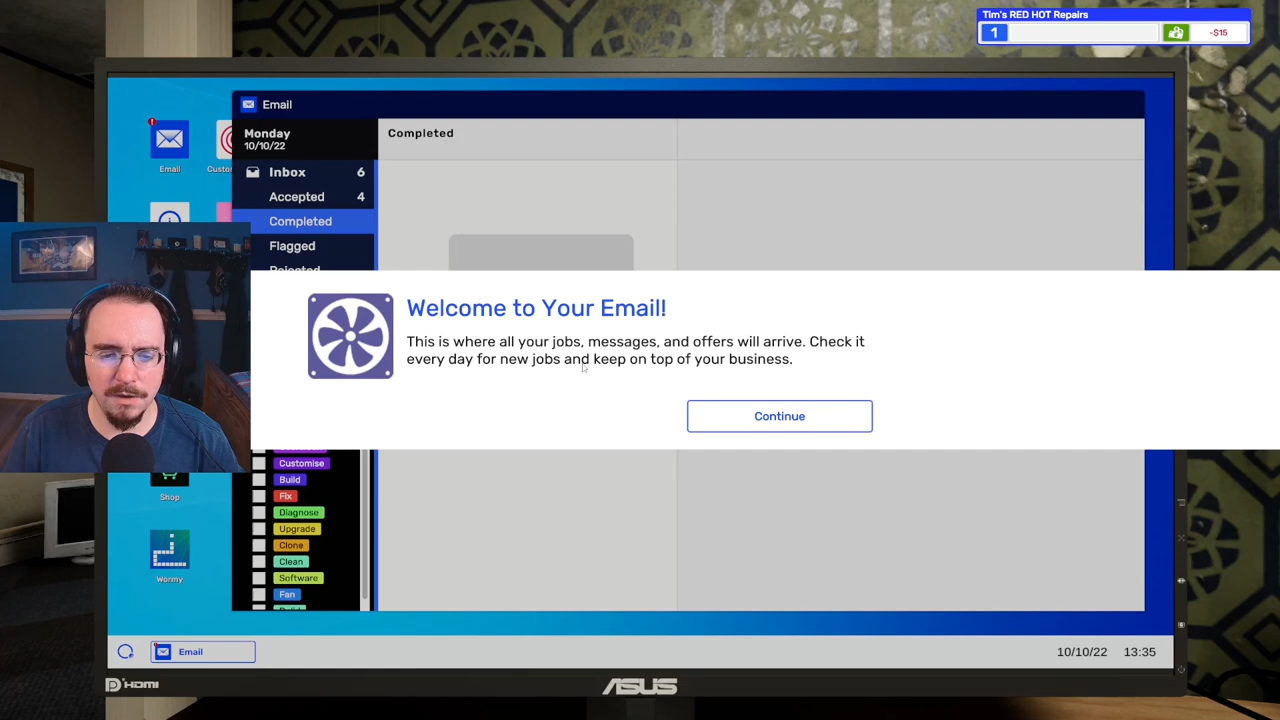 Tim's RED HOT Repairs
1
-$15
Email
Monday
10/10/22
Completed
Inbox 6
Accepted 4
Completed
Flagged
Email
Welcome to Your Email!
This is where all your jobs, messages, and offers will arrive. Check it
every day for new jobs and keep on top of your business.
Continue
Customise
Build
Fix
Diagnose
Upgrade
Clone
Clean
Software
Fan
Shop
Wormy
Email
10/10/22 13:35
HDMI
ASUS